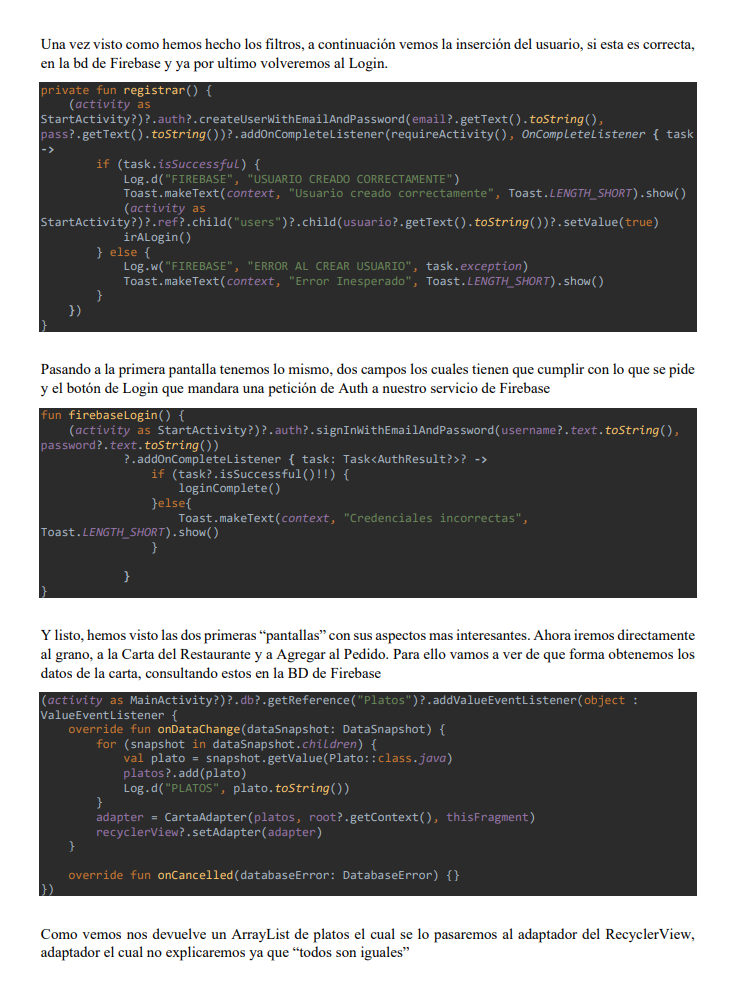 Una vez visto como hemos hecho los filtros, a continuación vemos la inserción del usuario, si esta es correcta,
en la bd de Firebase y ya por ultimo volveremos al Login.
private fun registrar() {
    (activity as
StartActivity?)?.auth?.createUserWithEmailAndPassword(email?.getText().toString(),
pass?.getText().toString())?.addOnCompleteListener(requireActivity(), OnCompleteListener { task
->
        if (task.isSuccessful) {
            Log.d("FIREBASE", "USUARIO CREADO CORRECTAMENTE")
            Toast.makeText(context, "Usuario creado correctamente", Toast.LENGTH_SHORT).show()
            (activity as
StartActivity?)?.ref?.child("users")?.child(usuario?.getText().toString())?.setValue(true)
            irALogin()
        } else {
            Log.w("FIREBASE", "ERROR AL CREAR USUARIO", task.exception)
            Toast.makeText(context, "Error Inesperado", Toast.LENGTH_SHORT).show()
        }
    })
}
Pasando a la primera pantalla tenemos lo mismo, dos campos los cuales tienen que cumplir con lo que se pide
y el botón de Login que mandara una petición de Auth a nuestro servicio de Firebase
fun firebaseLogin() {
    (activity as StartActivity?)?.auth?.signInWithEmailAndPassword(username?.text.toString(),
password?.text.toString())
            ?.addOnCompleteListener { task: Task<AuthResult?>? ->
                if (task?.isSuccessful()!!) {
                    loginComplete()
                }else{
                    Toast.makeText(context, "Credenciales incorrectas",
Toast.LENGTH_SHORT).show()
                }
            }
}
Y listo, hemos visto las dos primeras “pantallas” con sus aspectos mas interesantes. Ahora iremos directamente
al grano, a la Carta del Restaurante y a Agregar al Pedido. Para ello vamos a ver de que forma obtenemos los
datos de la carta, consultando estos en la BD de Firebase
(activity as MainActivity?)?.db?.getReference("Platos")?.addValueEventListener(object :
ValueEventListener {
    override fun onDataChange(dataSnapshot: DataSnapshot) {
        for (snapshot in dataSnapshot.children) {
            val plato = snapshot.getValue(Plato::class.java)
            platos?.add(plato)
            Log.d("PLATOS", plato.toString())
        }
        adapter = CartaAdapter(platos, root?.getContext(), thisFragment)
        recyclerView?.setAdapter(adapter)
    }
    override fun onCancelled(databaseError: DatabaseError) {}
})
Como vemos nos devuelve un ArrayList de platos el cual se lo pasaremos al adaptador del RecyclerView,
adaptador el cual no explicaremos ya que “todos son iguales”